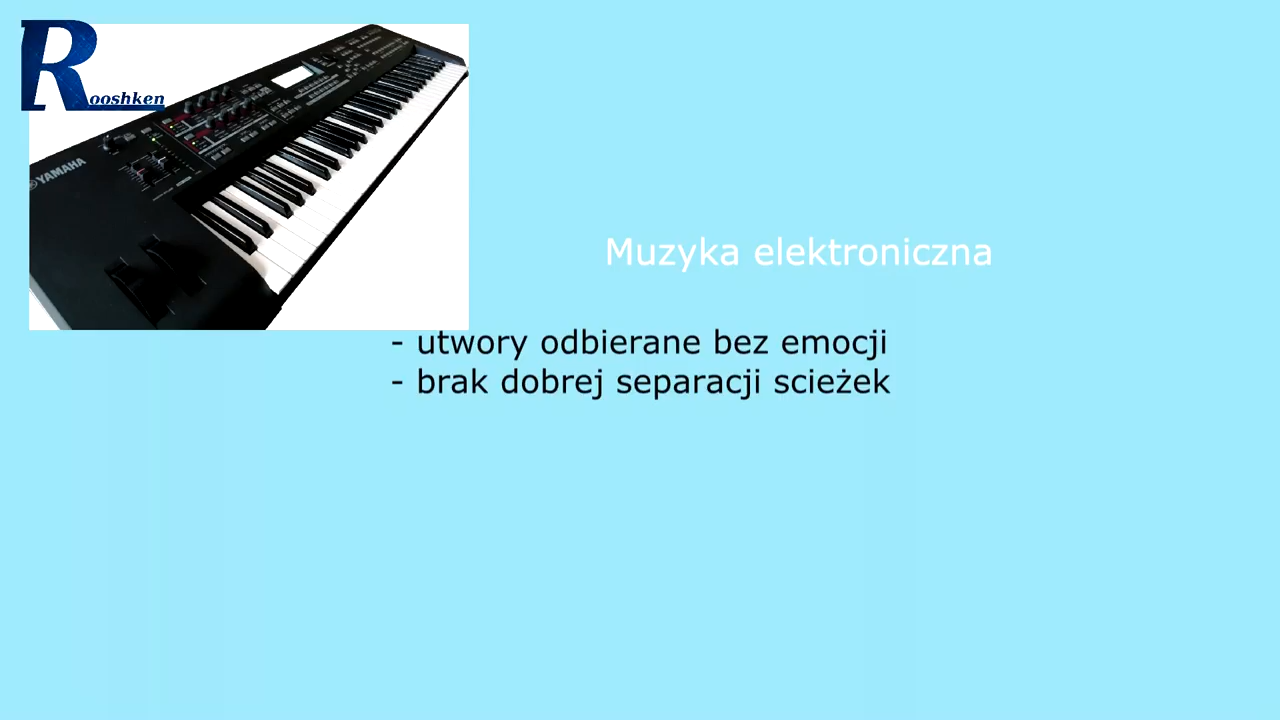 Rooshken
YAMAHA
Muzyka elektroniczna
- utwory odbierane bez emocji
- brak dobrej separacji scieżek